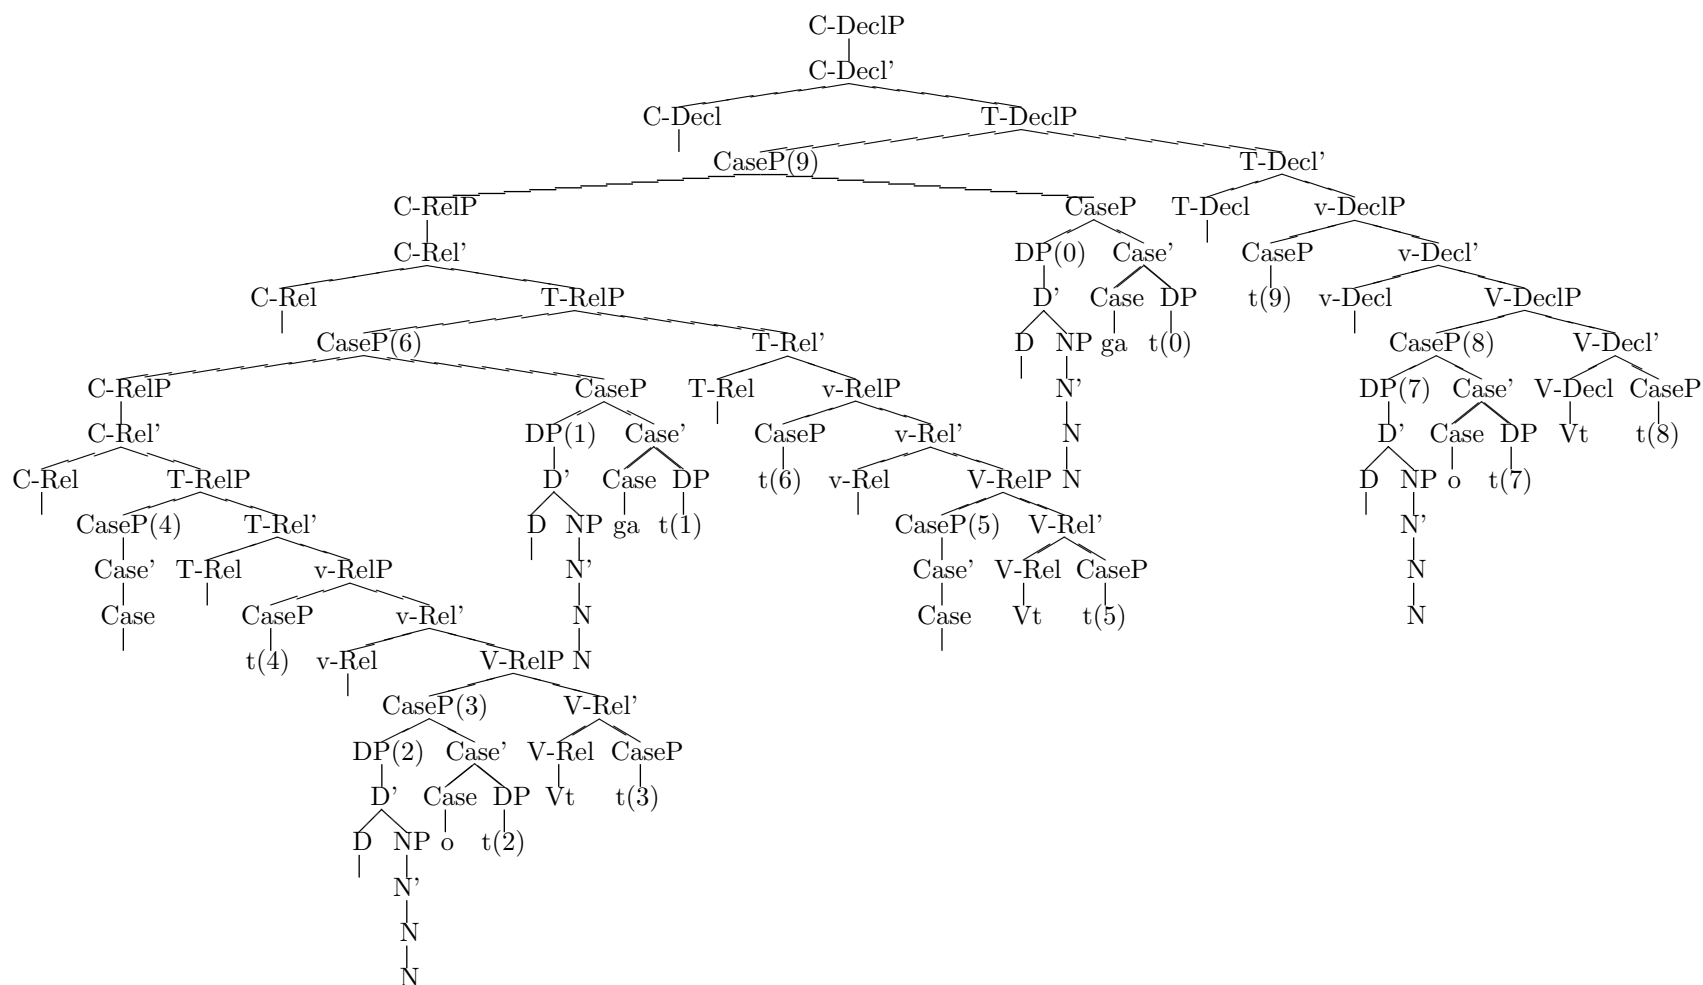 C-DeclP
C-Decl'
C-Decl T-DeclP
CaseP(9) T-Decl'
C-RelP CaseP T-Decl v-DeclP
C-Rel' DP(0) Case' CaseP v-Decl'
C-Rel T-RelP D' Case DP t(9) v-Decl V-DeclP
CaseP(6) T-Rel' D NP ga t(0) CaseP(8) V-Decl'
C-RelP CaseP T-Rel v-RelP N' DP(7) Case' V-Decl CaseP
C-Rel' DP(1) Case' CaseP v-Rel' N D' Case DP Vt t(8)
C-Rel T-RelP D' Case DP t(6) v-Rel V-RelP N D NP o t(7)
CaseP(4) T-Rel' D NP ga t(1) CaseP(5) V-Rel' N'
Case' T-Rel v-RelP N' Case' V-Rel CaseP N
Case CaseP v-Rel' N Case Vt t(5) N
t(4) v-Rel V-RelP N
CaseP(3) V-Rel'
DP(2) Case' V-Rel CaseP
D' Case DP Vt t(3)
D NP o t(2)
N'
N
N